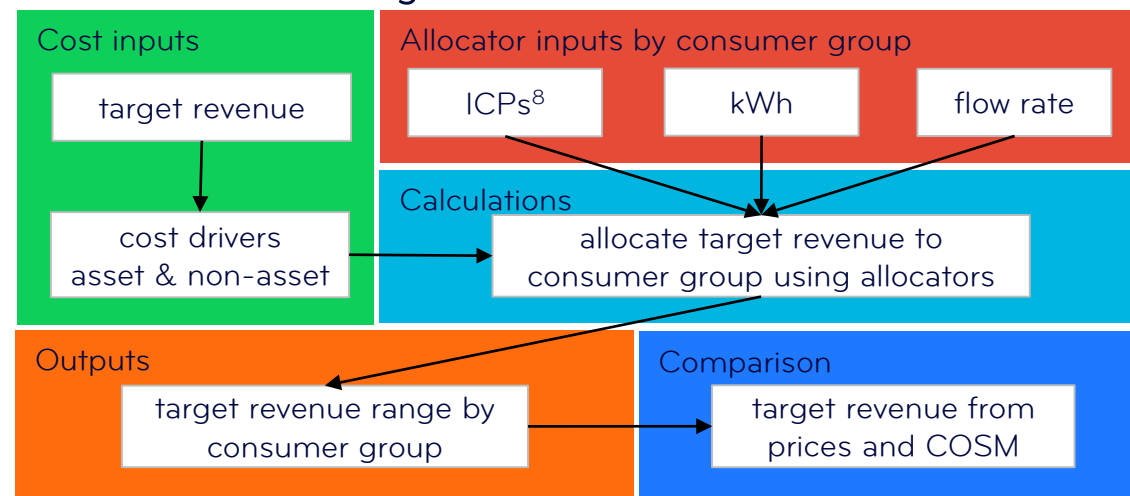 Cost inputs
target revenue
cost drivers
asset & non-asset
Allocator inputs by consumer group
ICPs⁸
kWh
flow rate
Calculations
allocate target revenue to
consumer group using allocators
Outputs
target revenue range by
consumer group
Comparison
target revenue from
prices and COSM